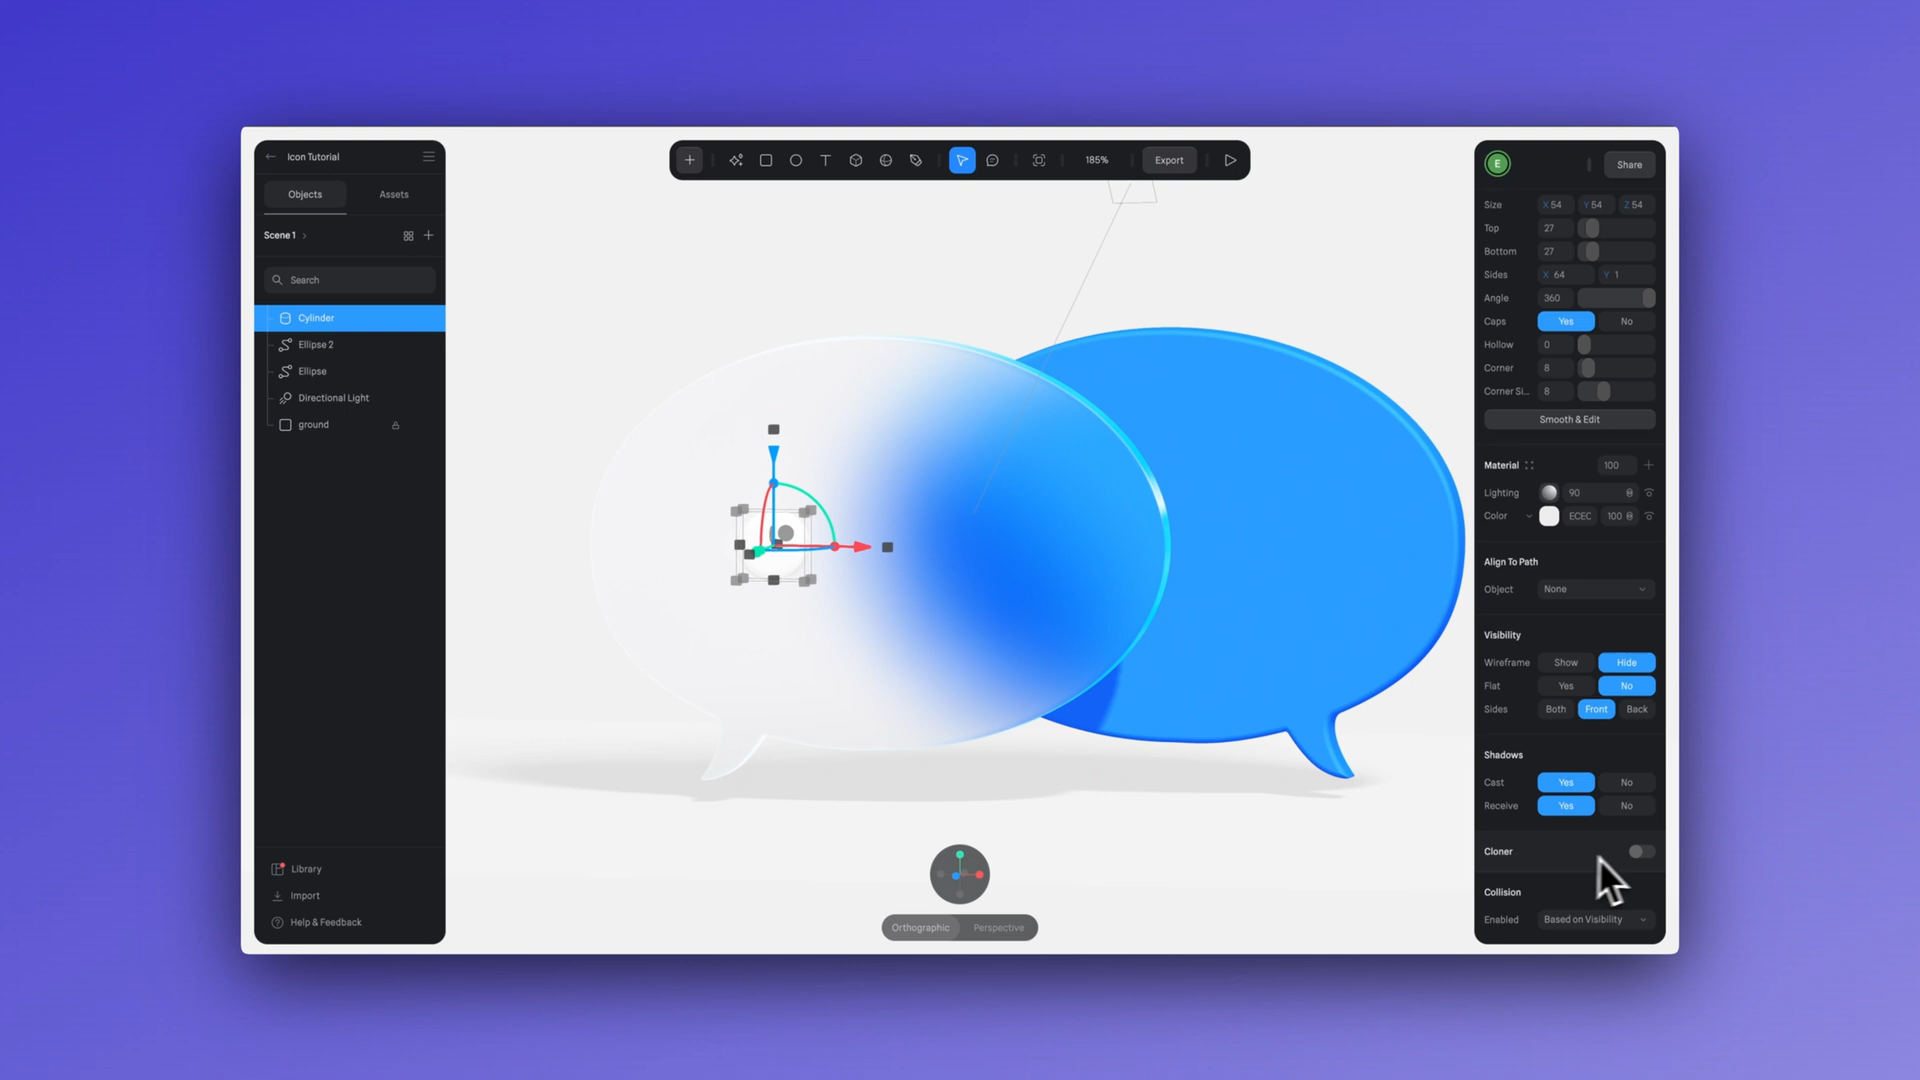 Icon Tutorial
Objects Assets
Scene 1
Search
Cylinder
Ellipse 2
Ellipse
Directional Light
ground
Library
Import
Help & Feedback
185% Export
Orthographic Perspective
E Share
Size X 54 Y 54 Z 54
Top 27
Bottom 27
Sides X 64 Y 1
Angle 360
Caps Yes No
Hollow 0
Corner 8
Corner Si... 8
Smooth & Edit
Material 100
Lighting 90
Color ECEC 100
Align To Path
Object None
Visibility
Wireframe Show Hide
Flat Yes No
Sides Both Front Back
Shadows
Cast Yes No
Receive Yes No
Cloner
Collision
Enabled Based on Visibility